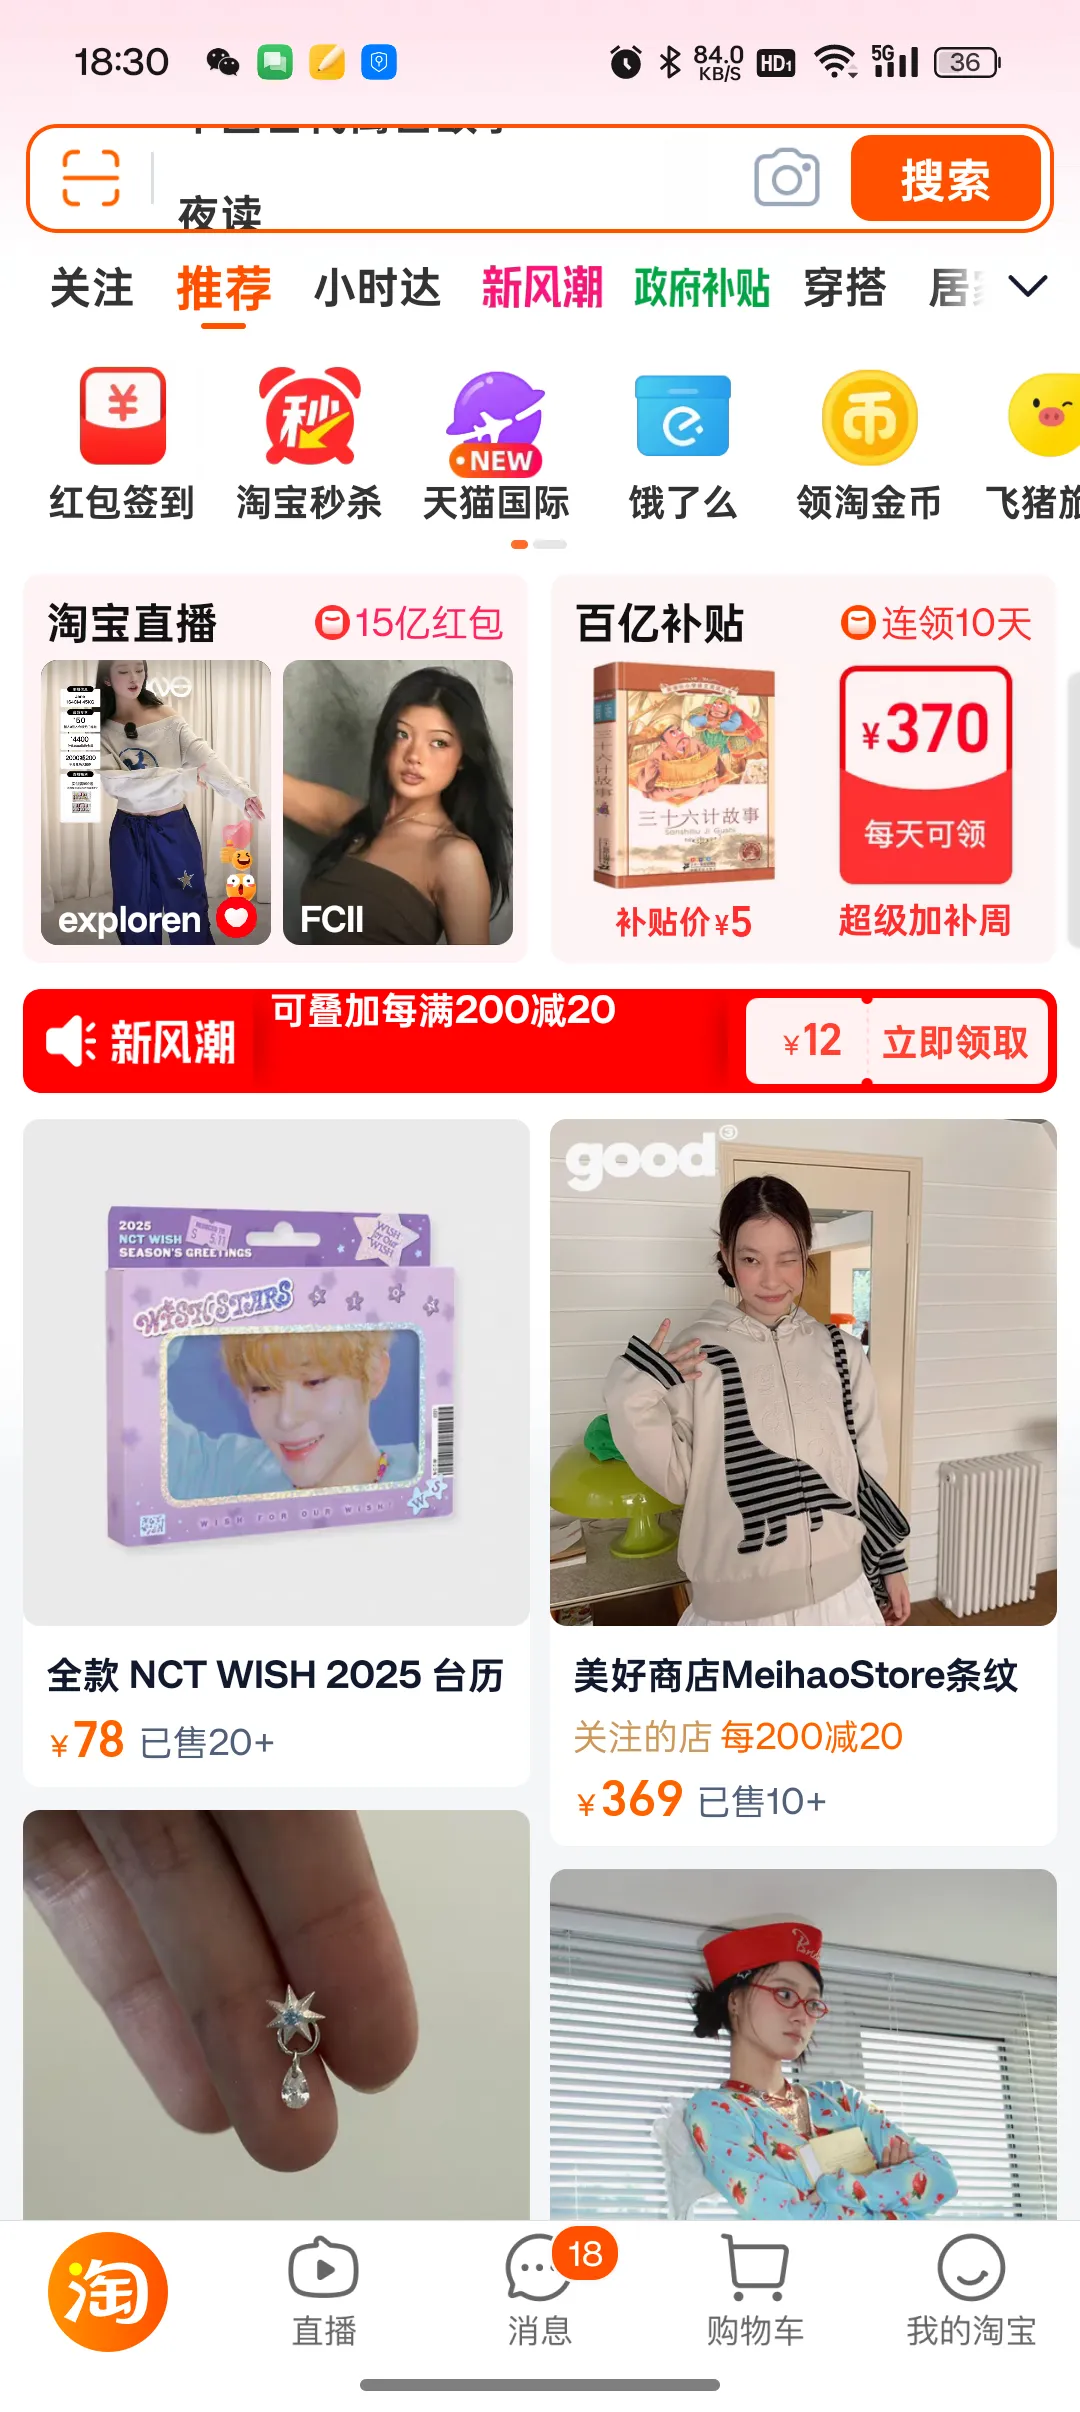 18:30
84.0
KB/S
HD1
5G
36
夜读
搜索
关注
推荐
小时达
新风潮
政府补贴
穿搭
居
¥
秒
NEW
币
红包签到
淘宝秒杀
天猫国际
饿了么
领淘金币
飞猪旅
淘宝直播
15亿红包
百亿补贴
连领10天
exploren
FCII
三十六计故事
¥370
每天可领
补贴价¥5
超级加补周
新风潮
可叠加每满200减20
¥12
立即领取
2025
NCT WISH
SEASON'S GREETINGS
WISH STARS
WISH FOR OUR WISH!
good
全款 NCT WISH 2025 台历
¥78 已售20+
美好商店MeihaoStore条纹
关注的店 每200减20
¥369 已售10+
淘
直播
18
消息
购物车
我的淘宝